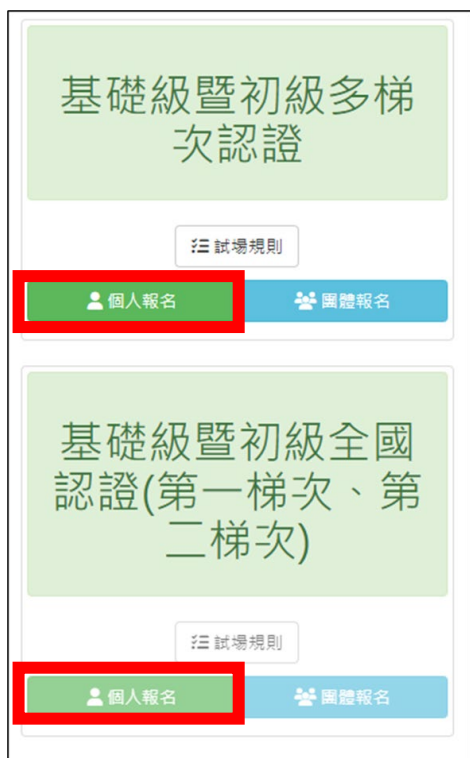 基礎級暨初級多梯
次認證
試場規則
個人報名
團體報名
基礎級暨初級全國
認證(第一梯次、第
二梯次)
試場規則
個人報名
團體報名